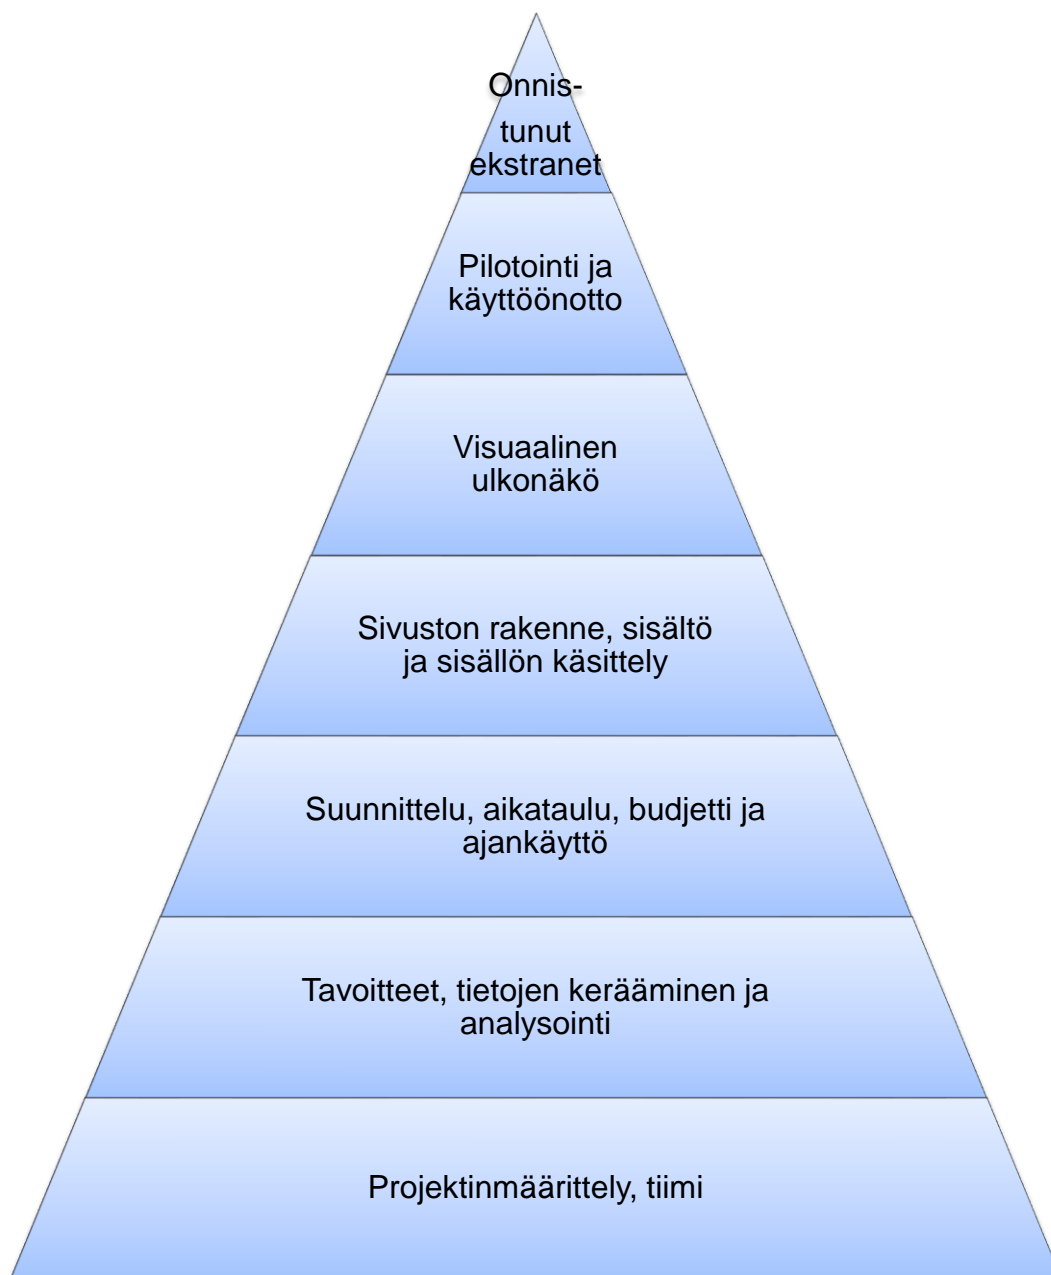 Onnis-
tunut
ekstranet
Pilotointi ja
käyttöönotto
Visuaalinen
ulkonäkö
Sivuston rakenne, sisältö
ja sisällön käsittely
Suunnittelu, aikataulu, budjetti ja
ajankäyttö
Tavoitteet, tietojen kerääminen ja
analysointi
Projektinmäärittely, tiimi